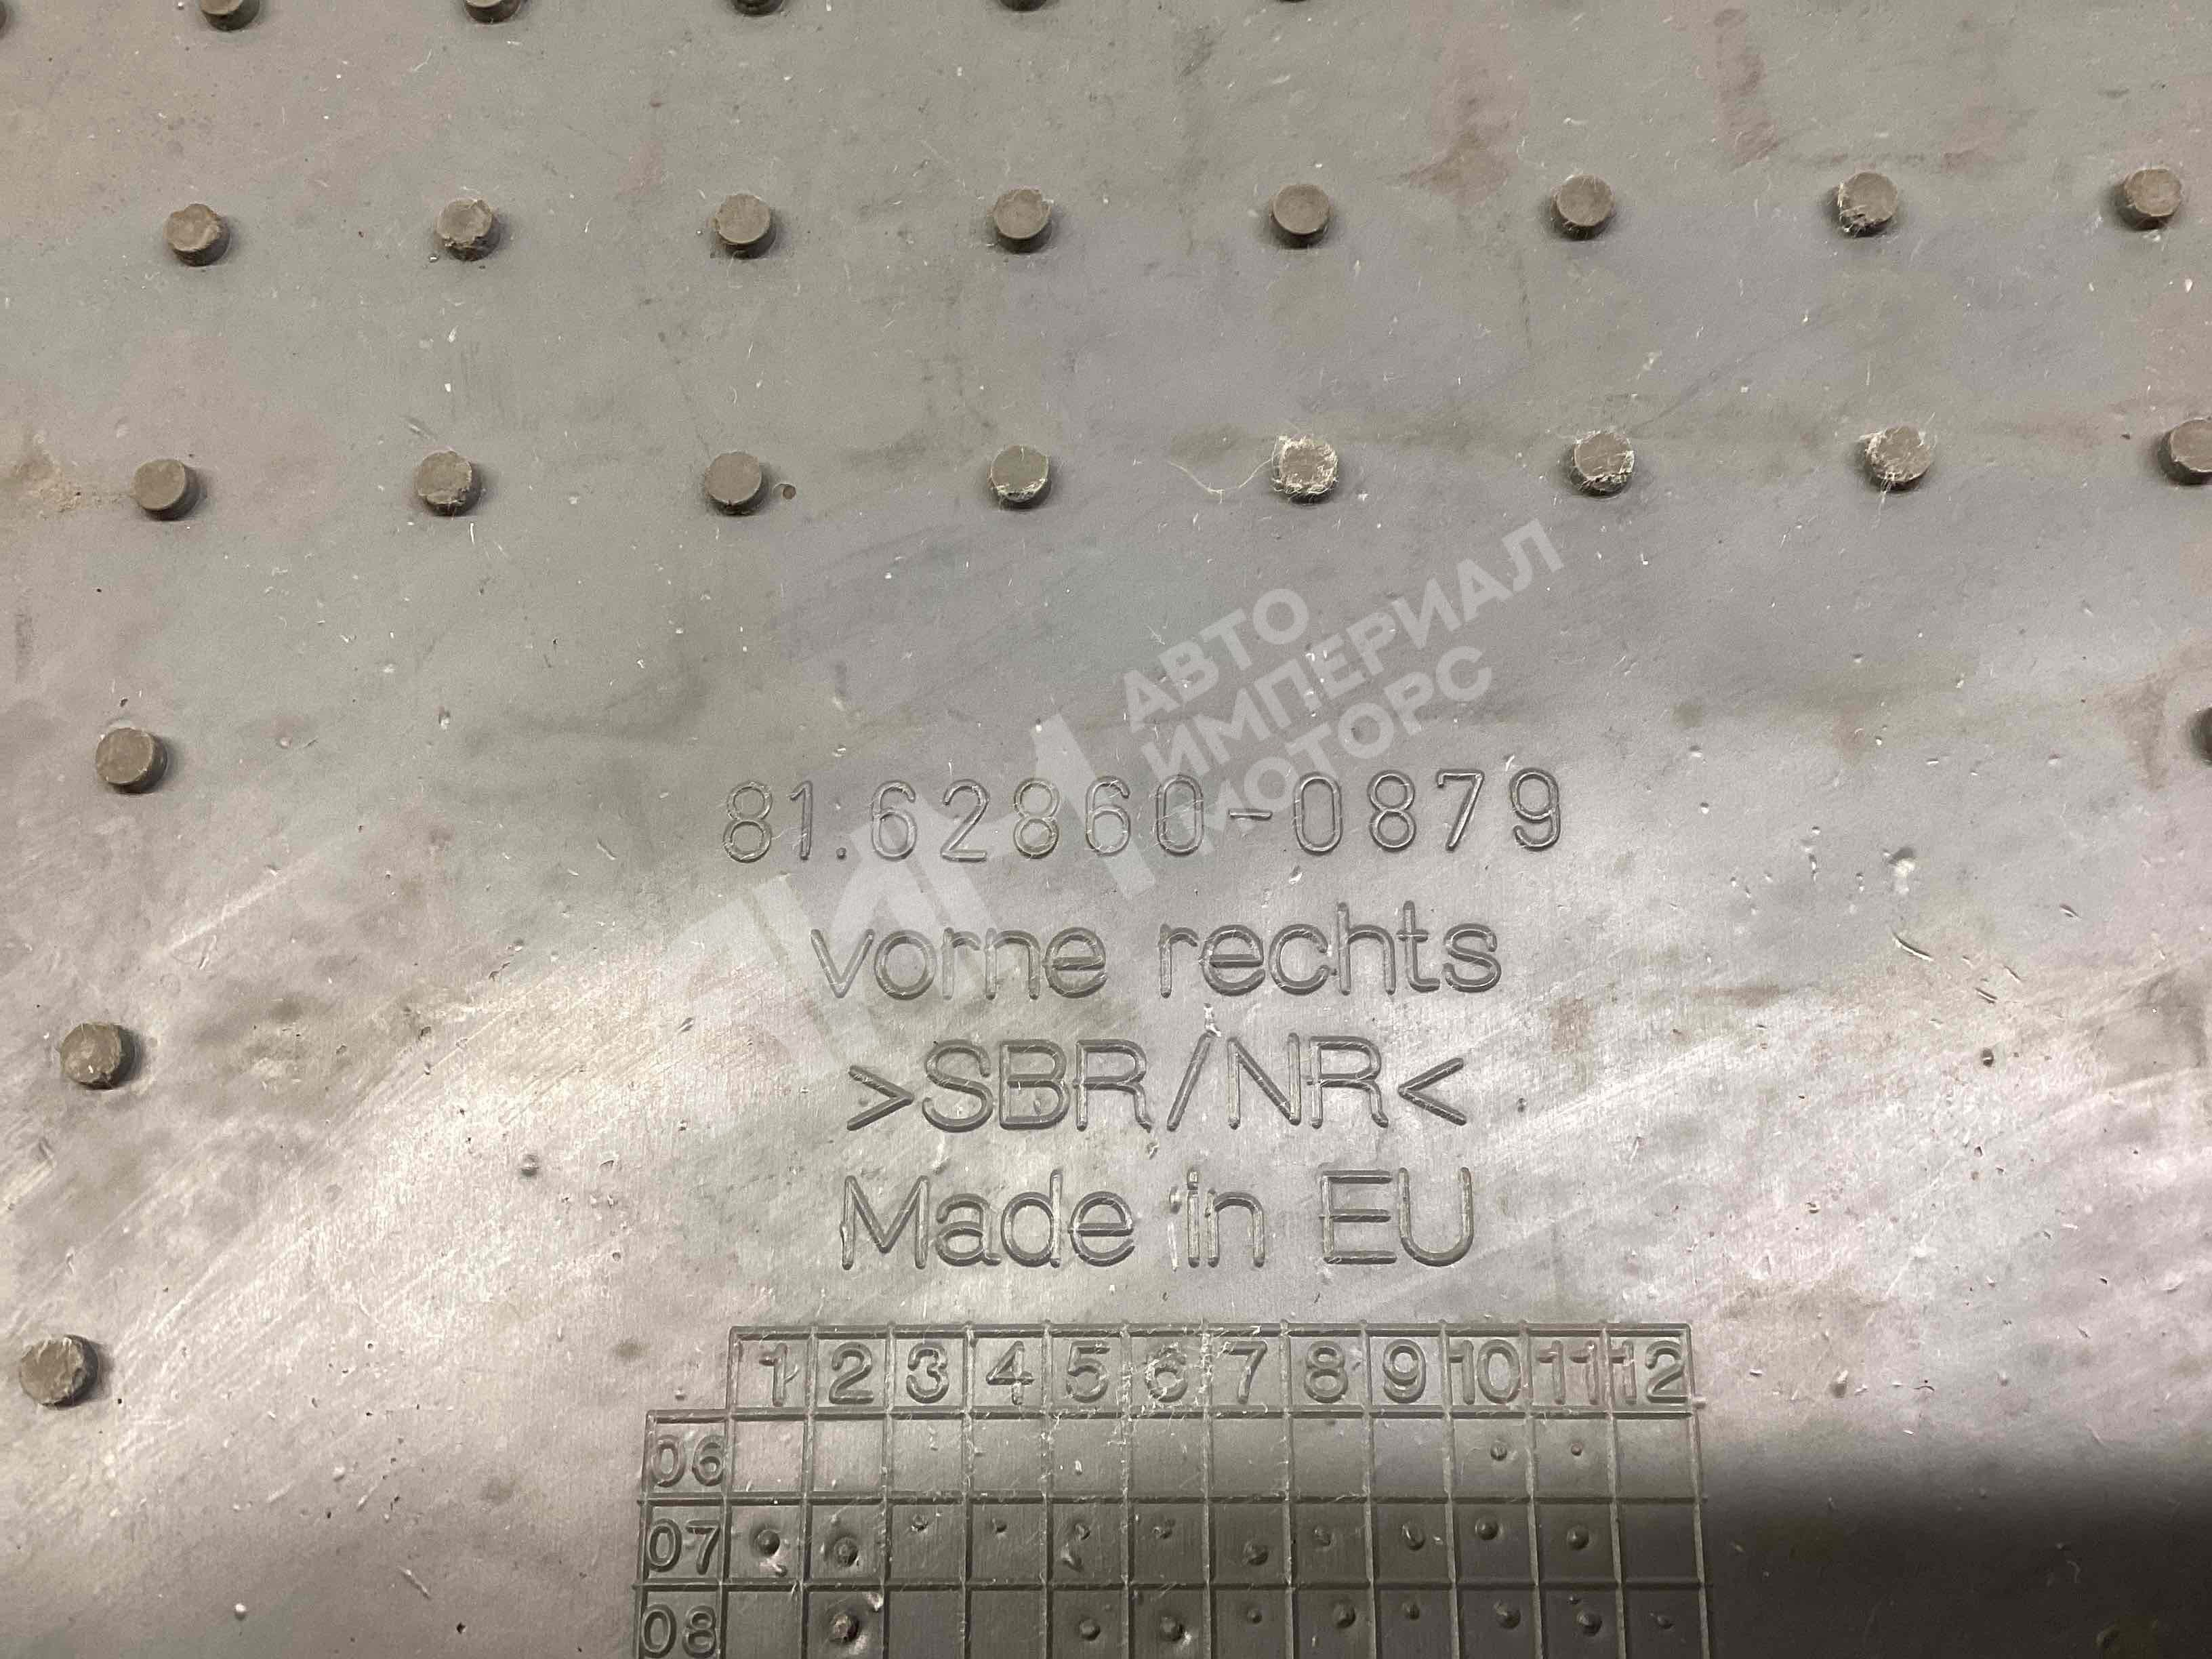 АВТО
ИМПЕРИАЛ
МОТОРС
АИМ
81.62860-0879
vorne rechts
>SBR/NR<
Made in EU
1 2 3 4 5 6 7 8 9 10 11 12
06
07
08